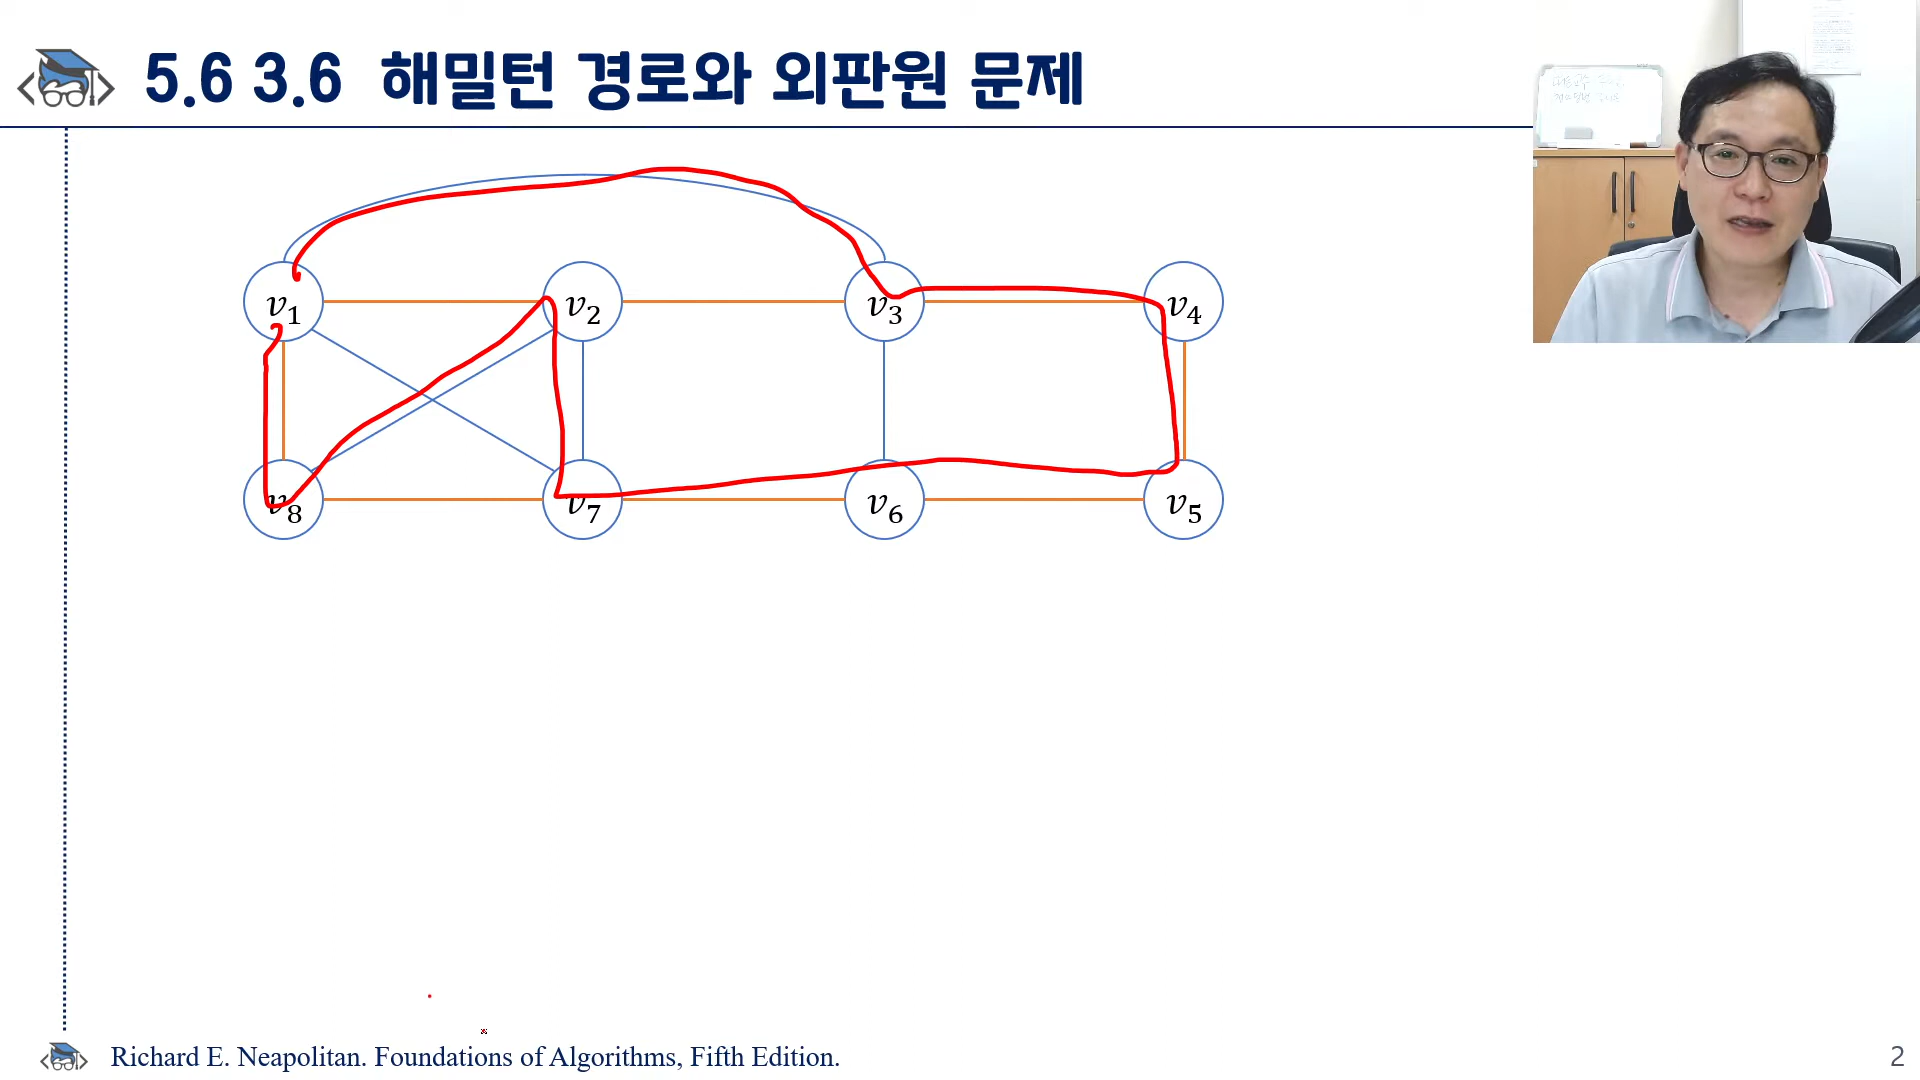 5.6 3.6 해밀턴 경로와 외판원 문제
v1 v2 v3 v4
v8 v7 v6 v5
Richard E. Neapolitan. Foundations of Algorithms, Fifth Edition.
2